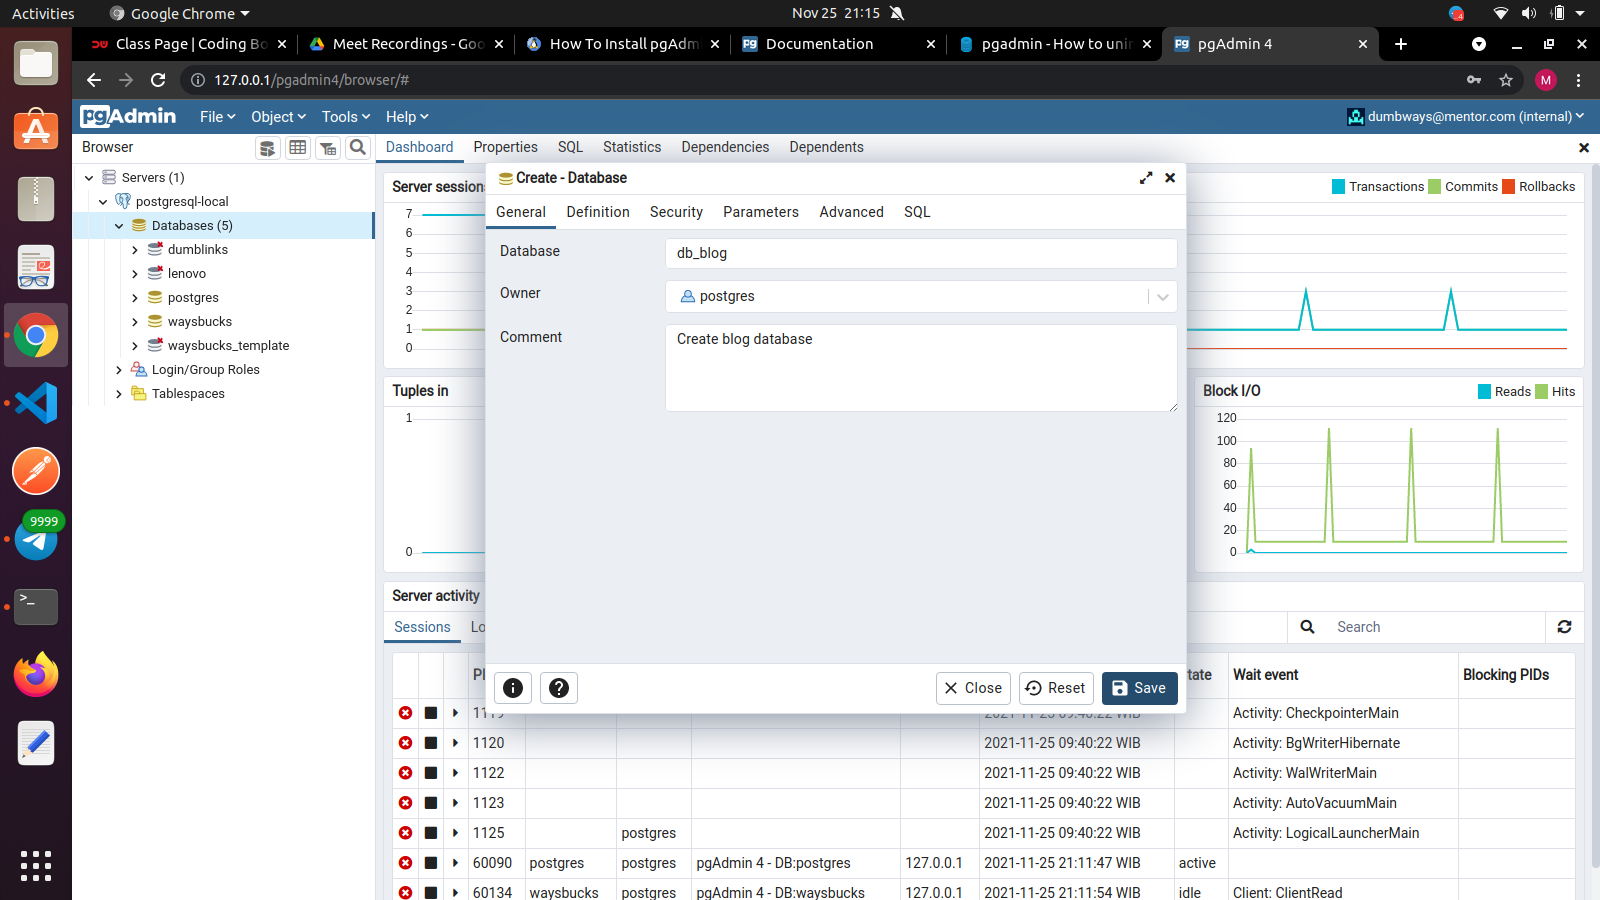 Activities
Google Chrome
Nov 25 21:15
4
Class Page | Coding Bo
Meet Recordings - Goo
How To Install pgAdm
Documentation
pgadmin - How to unin
pgAdmin 4
127.0.0.1/pgadmin4/browser/#
M
pgAdmin
File
Object
Tools
Help
dumbways@mentor.com (internal)
Browser
Dashboard
Properties
SQL
Statistics
Dependencies
Dependents
Servers (1)
postgresql-local
Databases (5)
dumblinks
lenovo
postgres
waysbucks
waysbucks_template
Login/Group Roles
Tablespaces
9999
Server sessions
7
6
5
4
3
2
1
0
Transactions
Commits
Rollbacks
Tuples in
1
0
Block I/O
Reads
Hits
120
100
80
60
40
20
0
Create - Database
General
Definition
Security
Parameters
Advanced
SQL
Database
db_blog
Owner
postgres
Comment
Create blog database
Close
Reset
Save
Server activity
Sessions
Lo
Search
PI
tate
Wait event
Blocking PIDs
1119 2021-11-25 09:40:22 WIB Activity: CheckpointerMain
1120 2021-11-25 09:40:22 WIB Activity: BgWriterHibernate
1122 2021-11-25 09:40:22 WIB Activity: WalWriterMain
1123 2021-11-25 09:40:22 WIB Activity: AutoVacuumMain
1125 postgres 2021-11-25 09:40:22 WIB Activity: LogicalLauncherMain
60090 postgres postgres pgAdmin 4 - DB:postgres 127.0.0.1 2021-11-25 21:11:47 WIB active
60134 waysbucks postgres pgAdmin 4 - DB:waysbucks 127.0.0.1 2021-11-25 21:11:54 WIB idle Client: ClientRead